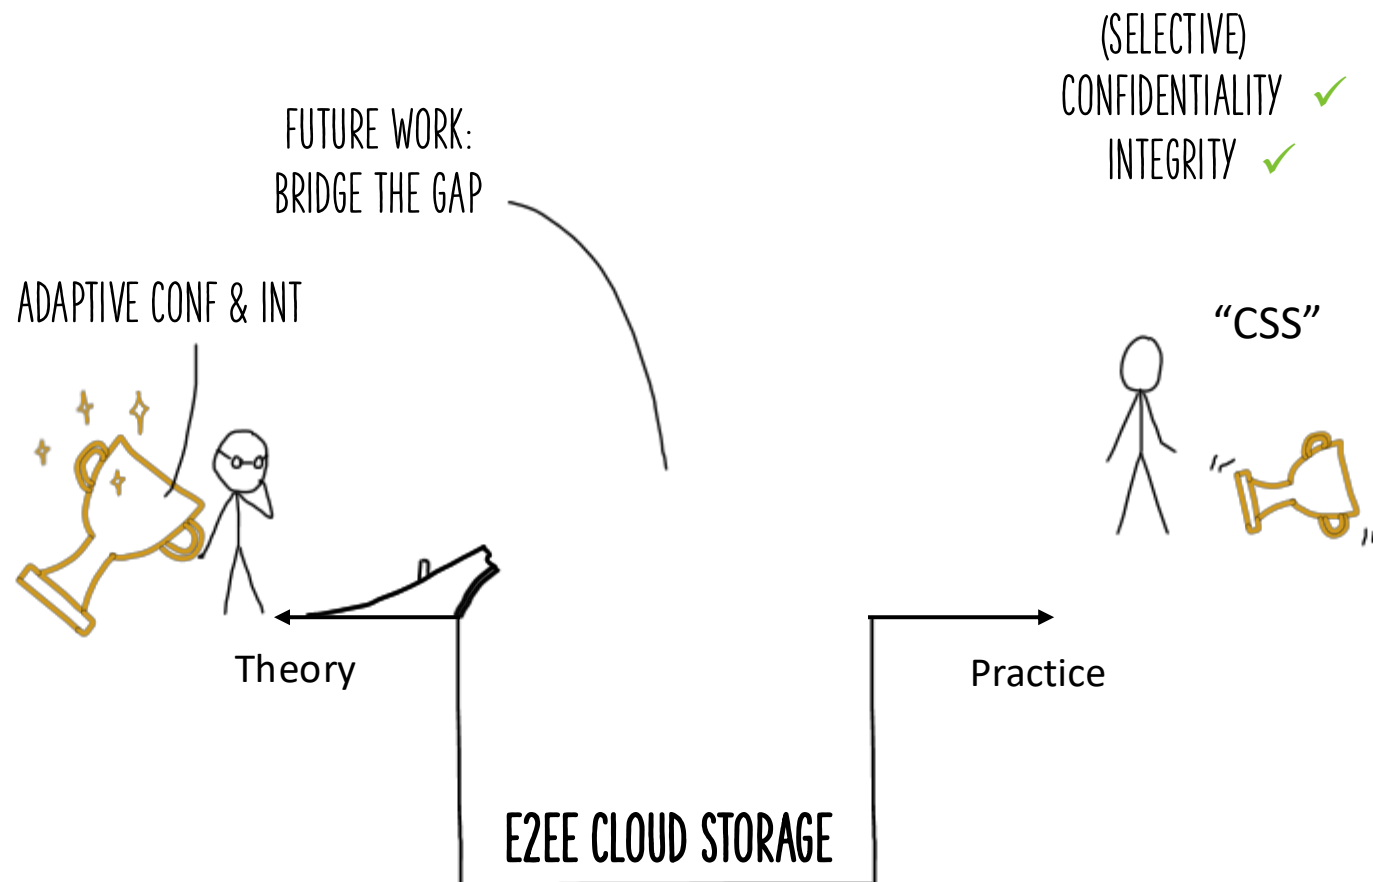 (SELECTIVE)
CONFIDENTIALITY ✓
INTEGRITY ✓
FUTURE WORK:
BRIDGE THE GAP
ADAPTIVE CONF & INT
“CSS”
Theory
Practice
E2EE CLOUD STORAGE